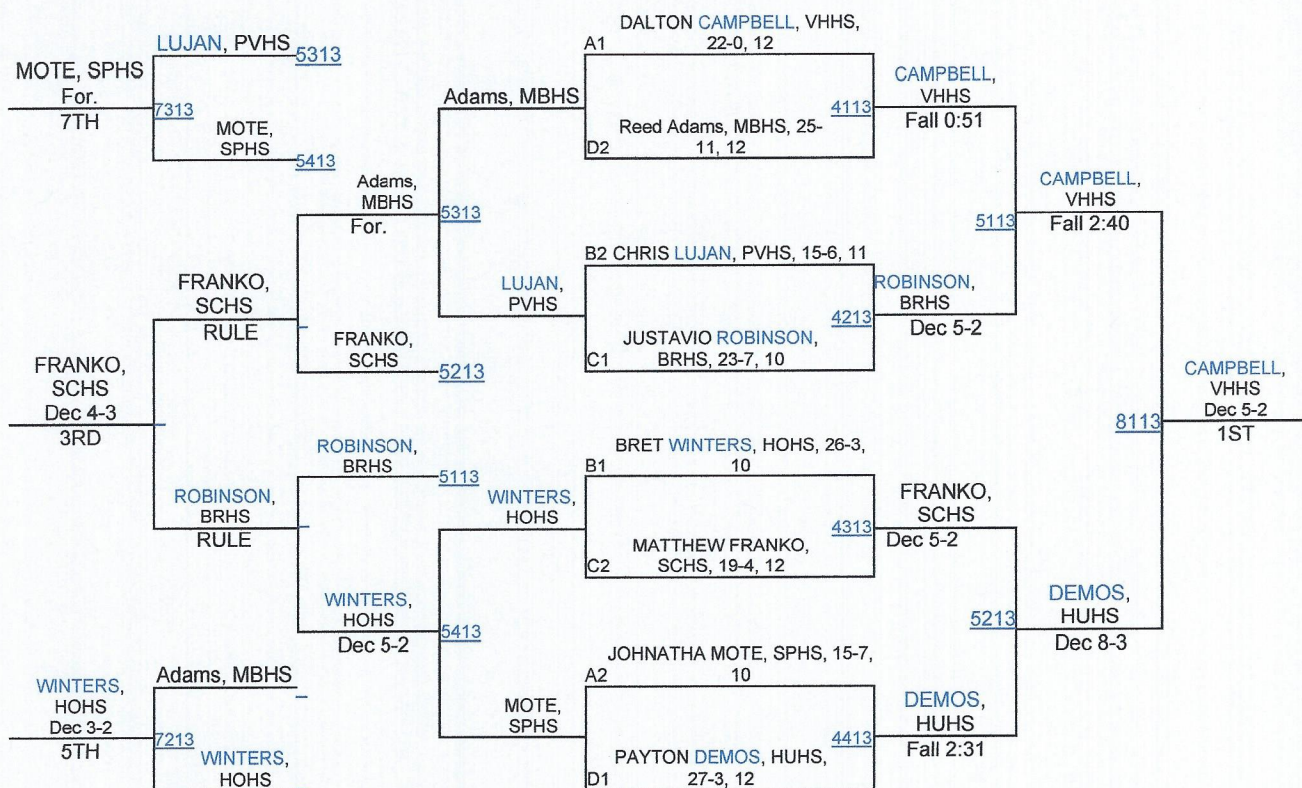 DALTON CAMPBELL, VHHS,
A1 22-0, 12
4113
Reed Adams, MBHS, 25-
D2 11, 12
B2 CHRIS LUJAN, PVHS, 15-6, 11
4213
JUSTAVIO ROBINSON,
C1 BRHS, 23-7, 10
BRET WINTERS, HOHS, 26-3,
B1 10
4313
MATTHEW FRANKO,
C2 SCHS, 19-4, 12
JOHNATHA MOTE, SPHS, 15-7,
A2 10
4413
PAYTON DEMOS, HUHS,
D1 27-3, 12
CAMPBELL,
VHHS
Fall 0:51
5113
ROBINSON,
BRHS
Dec 5-2
FRANKO,
SCHS
Dec 5-2
5213
DEMOS,
HUHS
Fall 2:31
CAMPBELL,
VHHS
Fall 2:40
8113
DEMOS,
HUHS
Dec 8-3
CAMPBELL,
VHHS
Dec 5-2
1ST
Adams, MBHS
5313
LUJAN,
PVHS
WINTERS,
HOHS
5413
MOTE,
SPHS
Adams,
MBHS
For.
FRANKO,
SCHS
5213
ROBINSON,
BRHS
5113
WINTERS,
HOHS
Dec 5-2
FRANKO,
SCHS
RULE
ROBINSON,
BRHS
RULE
FRANKO,
SCHS
Dec 4-3
3RD
LUJAN, PVHS
5313
7313
MOTE,
SPHS
5413
MOTE, SPHS
For.
7TH
Adams, MBHS
7213
WINTERS,
HOHS
WINTERS,
HOHS
Dec 3-2
5TH